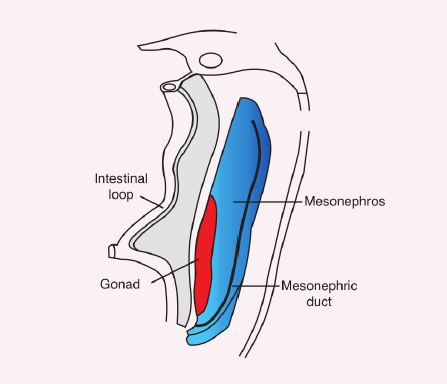 Intestinal
loop
Mesonephros
Gonad
Mesonephric
duct